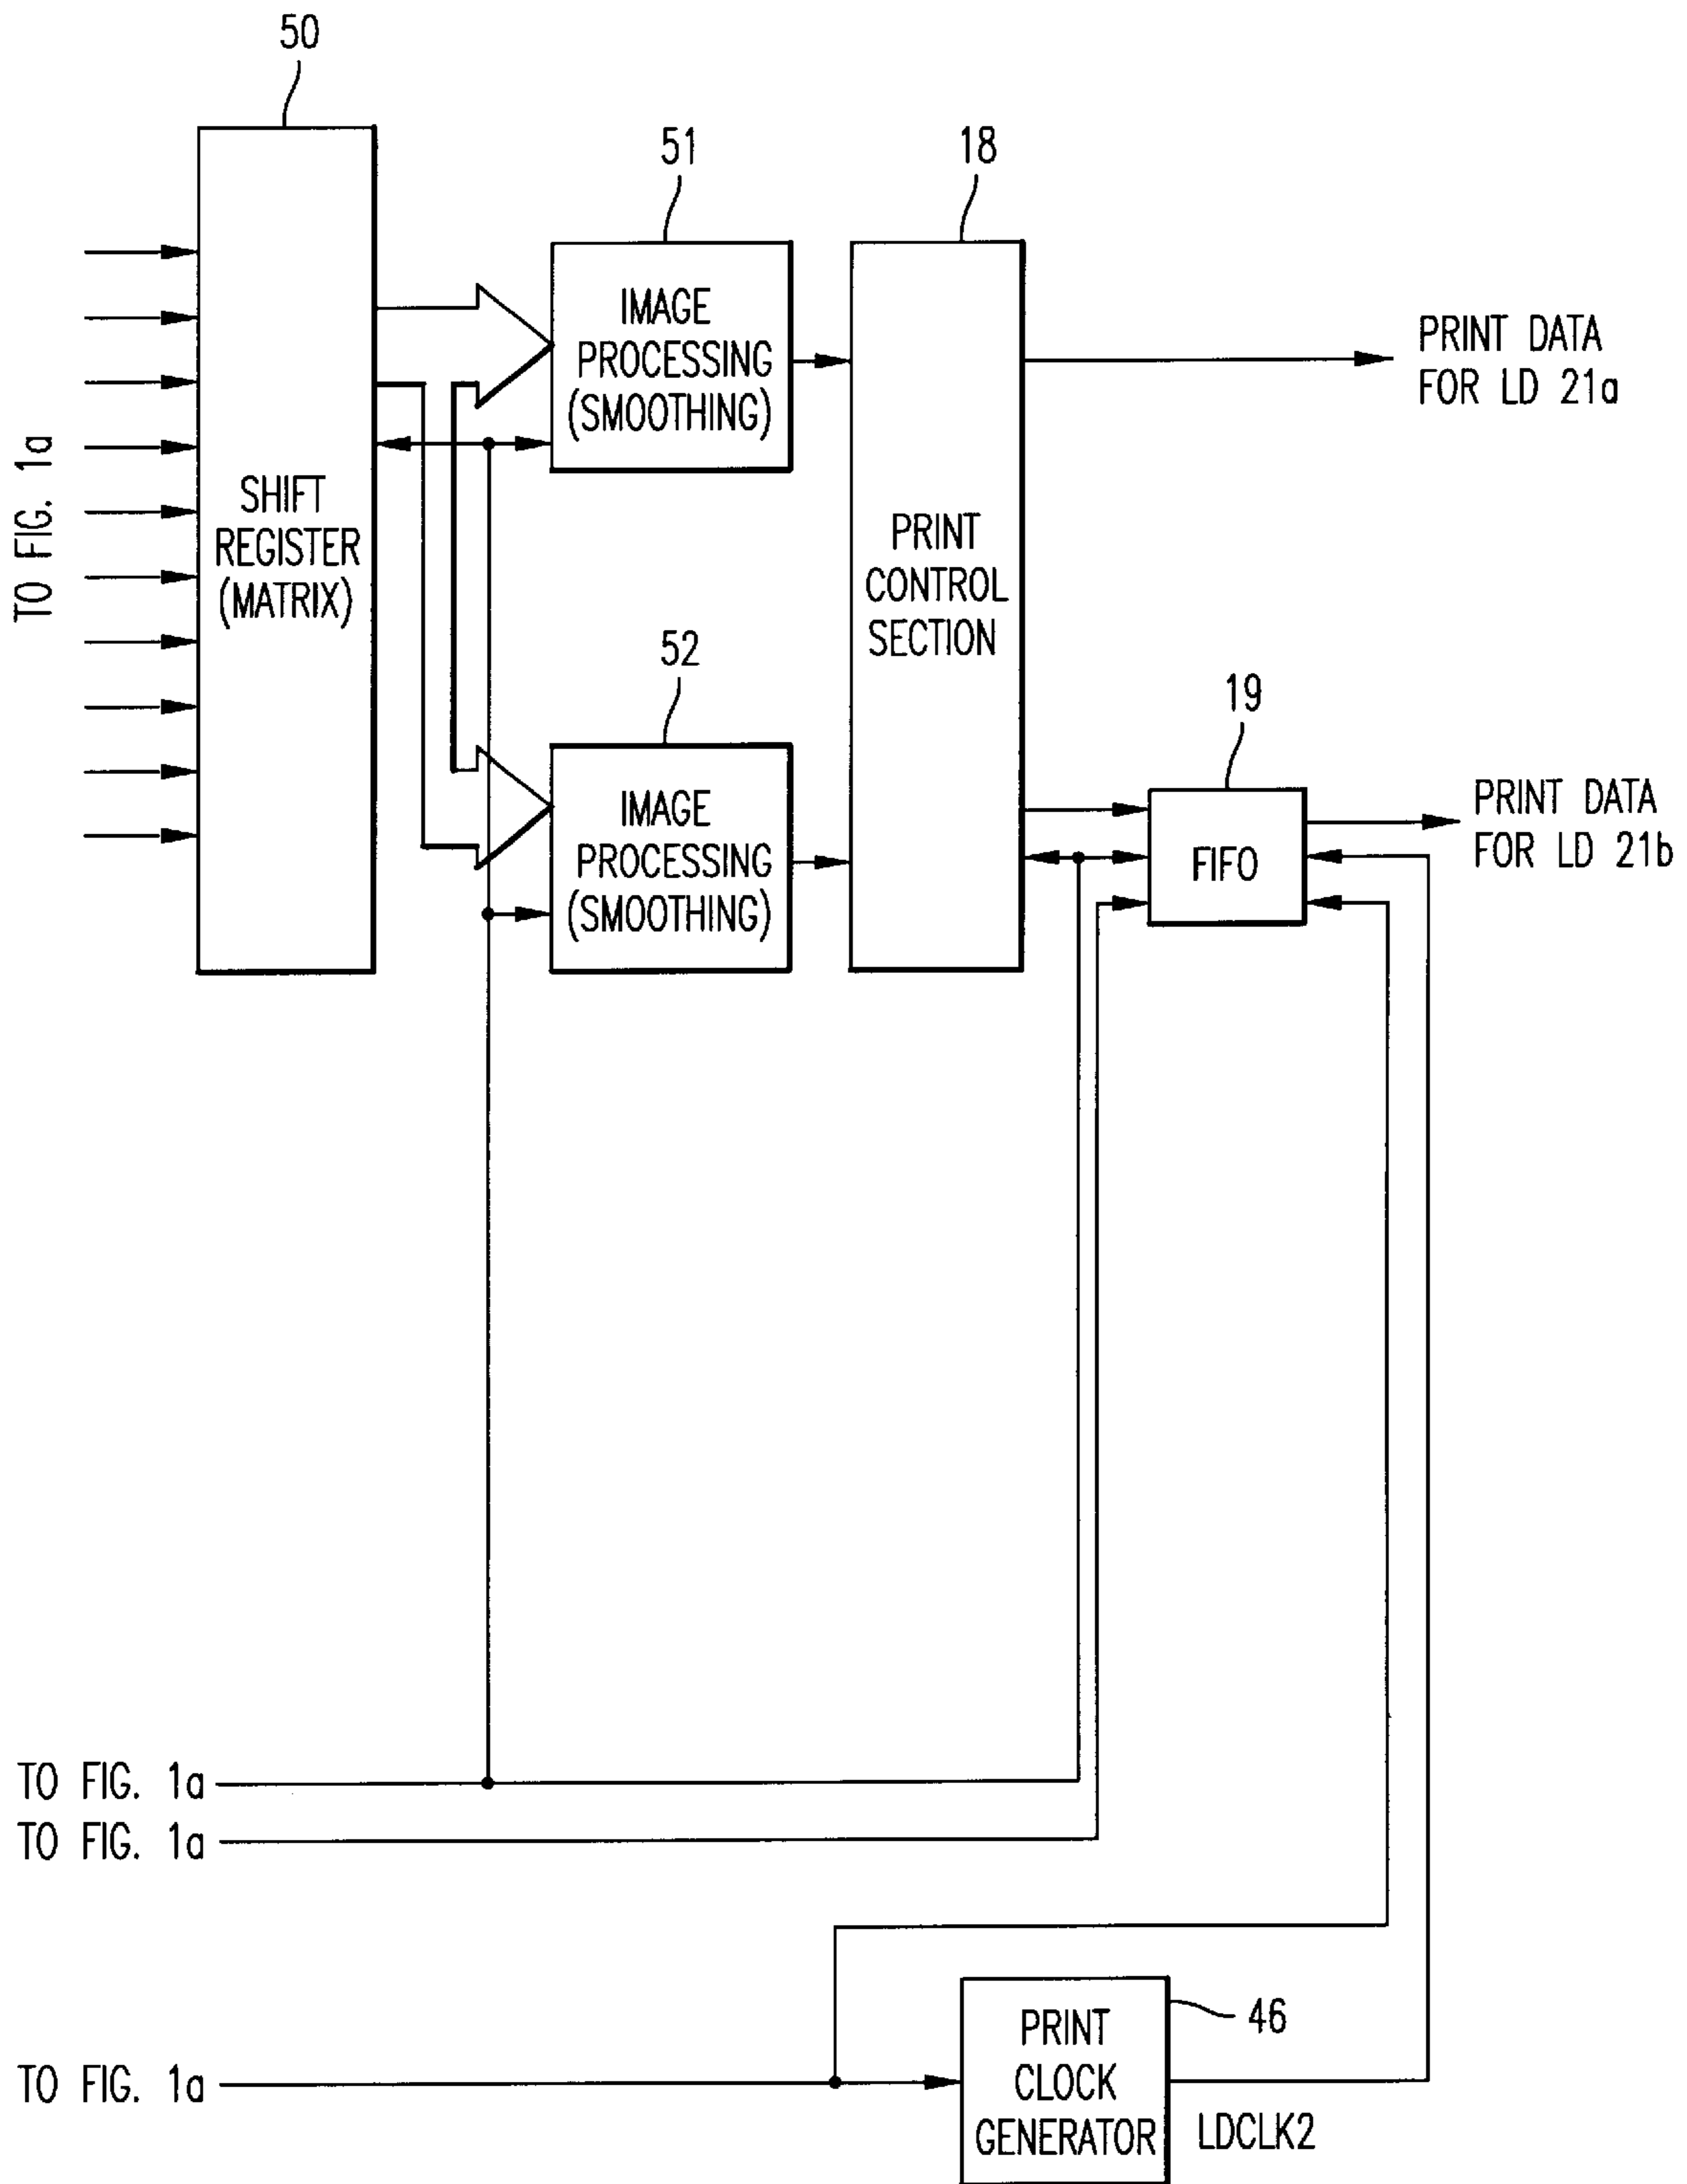 50
51
18
IMAGE
PROCESSING
(SMOOTHING)
PRINT DATA
FOR LD 21a
TO FIG. 1a
SHIFT
REGISTER
(MATRIX)
PRINT
CONTROL
SECTION
52
19
IMAGE
PROCESSING
(SMOOTHING)
FIFO
PRINT DATA
FOR LD 21b
TO FIG. 1a
TO FIG. 1a
TO FIG. 1a
46
PRINT
CLOCK
GENERATOR
LDCLK2